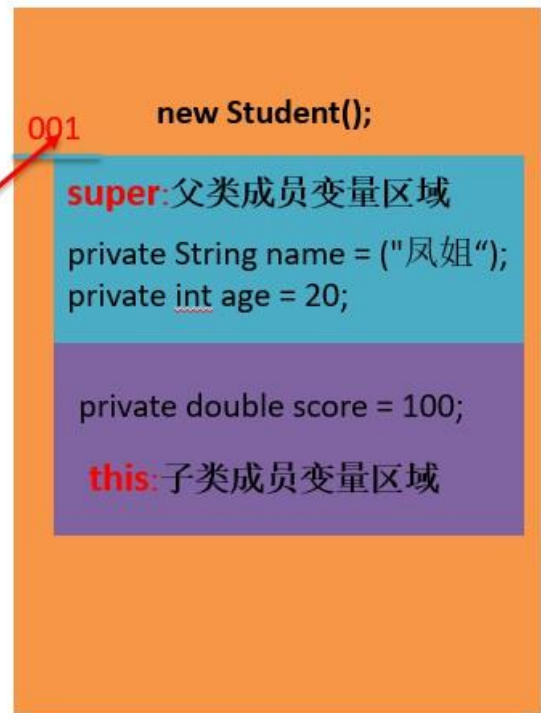 new Student();
001
super:父类成员变量区域
private String name = ("凤姐“);
private int age = 20;
private double score = 100;
this:子类成员变量区域